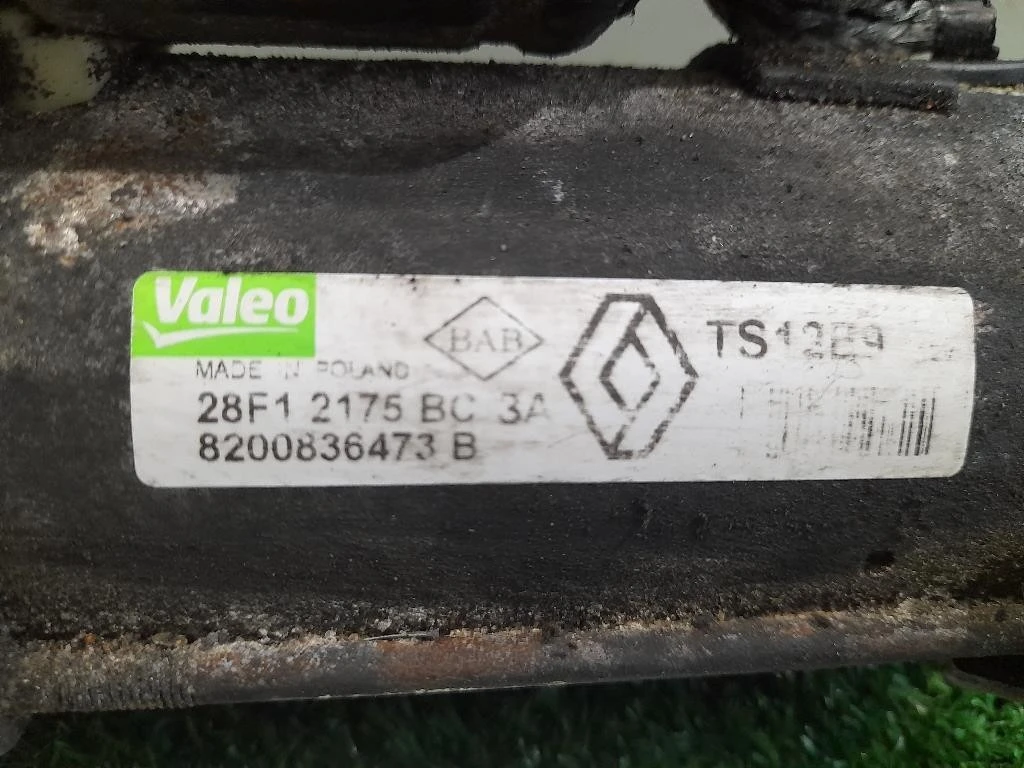 Valeo
BAB
TS12E9
MADE IN POLAND
28F1 2175 BC 3A
8200836473 B